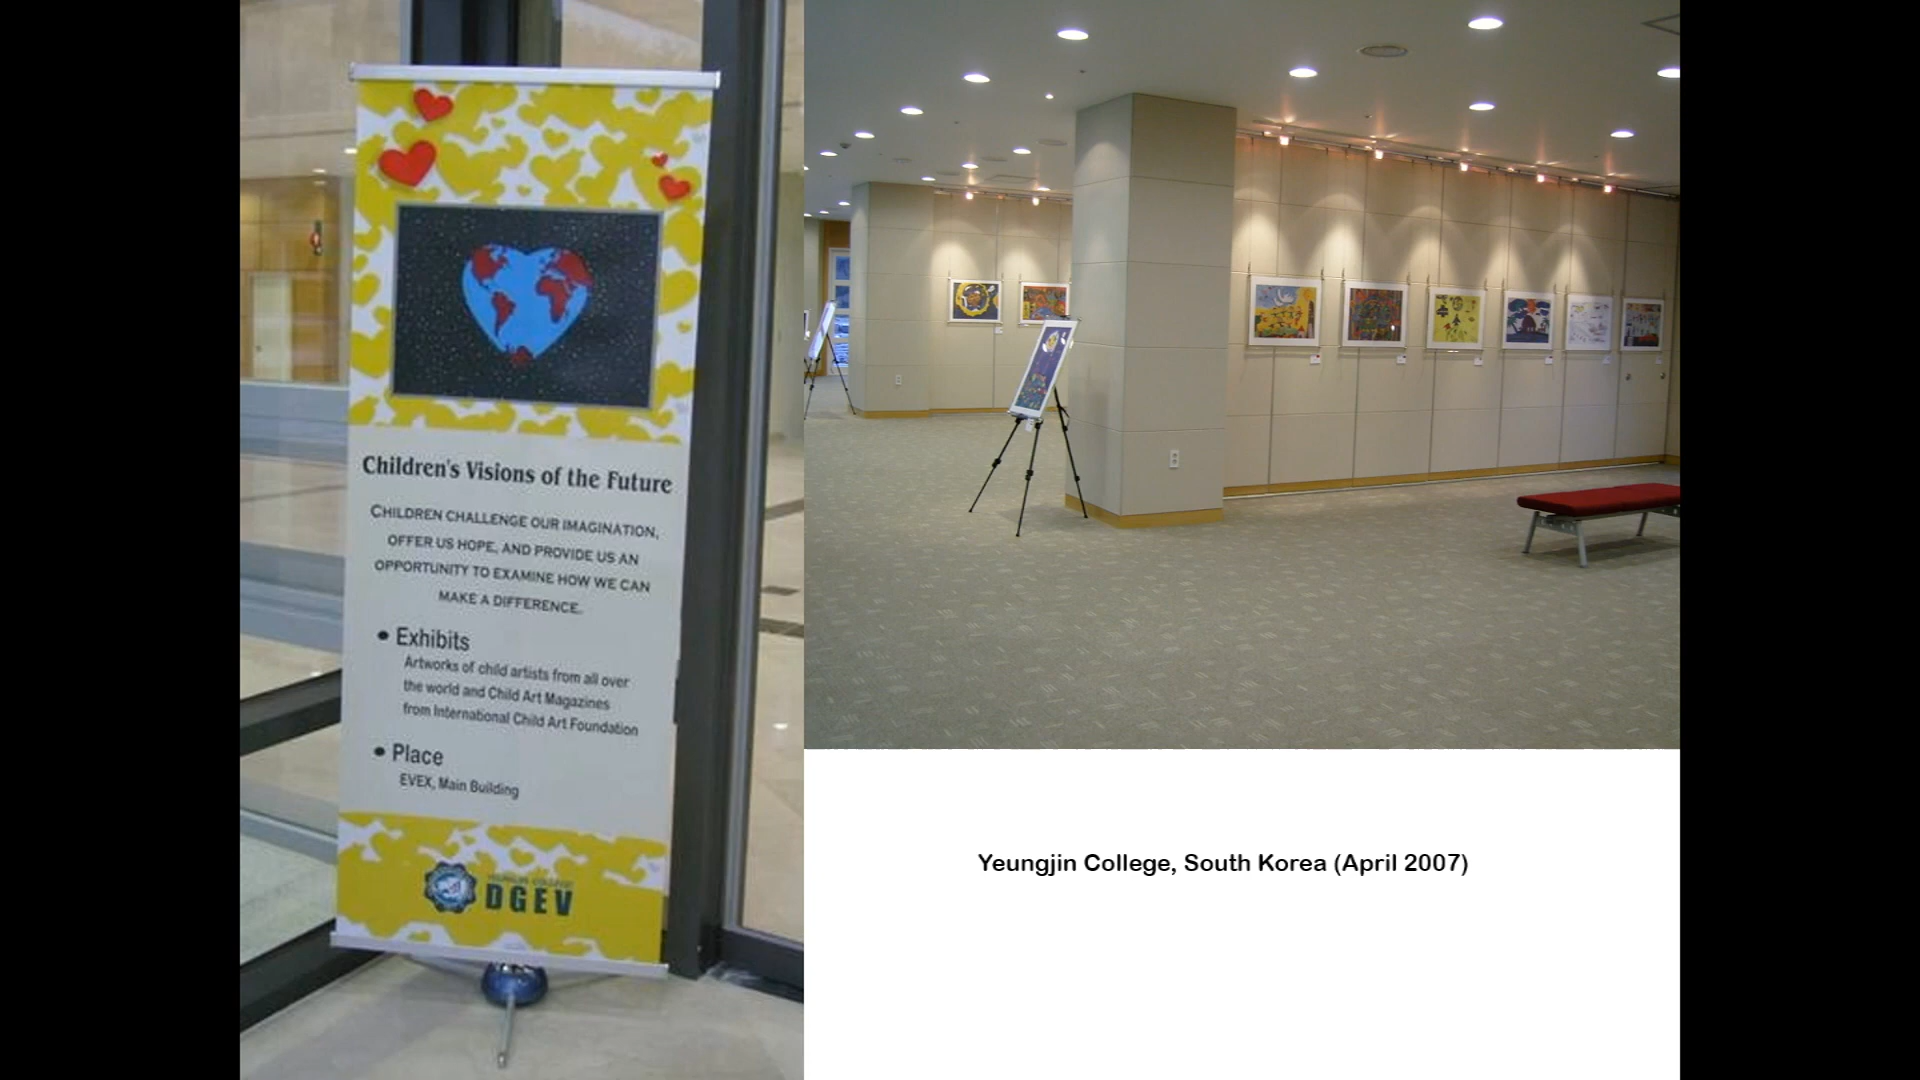 Children's Visions of the Future
CHILDREN CHALLENGE OUR IMAGINATION,
OFFER US HOPE, AND PROVIDE US AN
OPPORTUNITY TO EXAMINE HOW WE CAN
MAKE A DIFFERENCE.
• Exhibits
Artworks of child artists from all over
the world and Child Art Magazines
from International Child Art Foundation
• Place
EVEX, Main Building
DGEV
Yeungjin College, South Korea (April 2007)